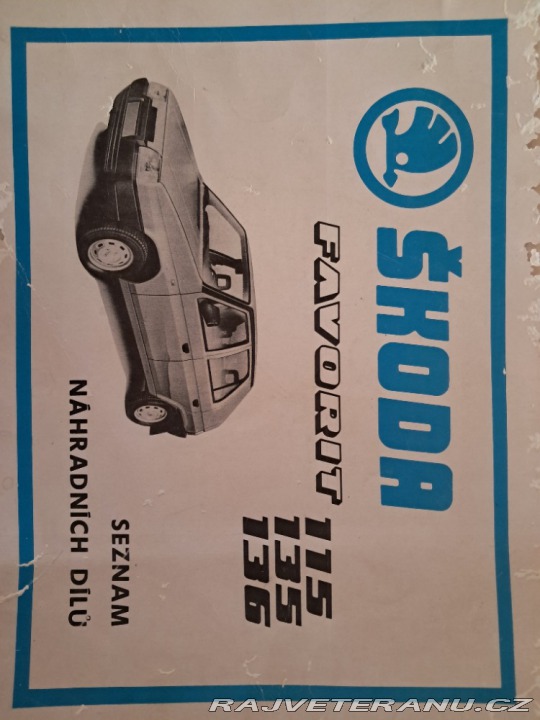 ŠKODA
FAVORIT 115
135
136
SEZNAM
NÁHRADNÍCH DÍLŮ
RAJVETERANU.CZ